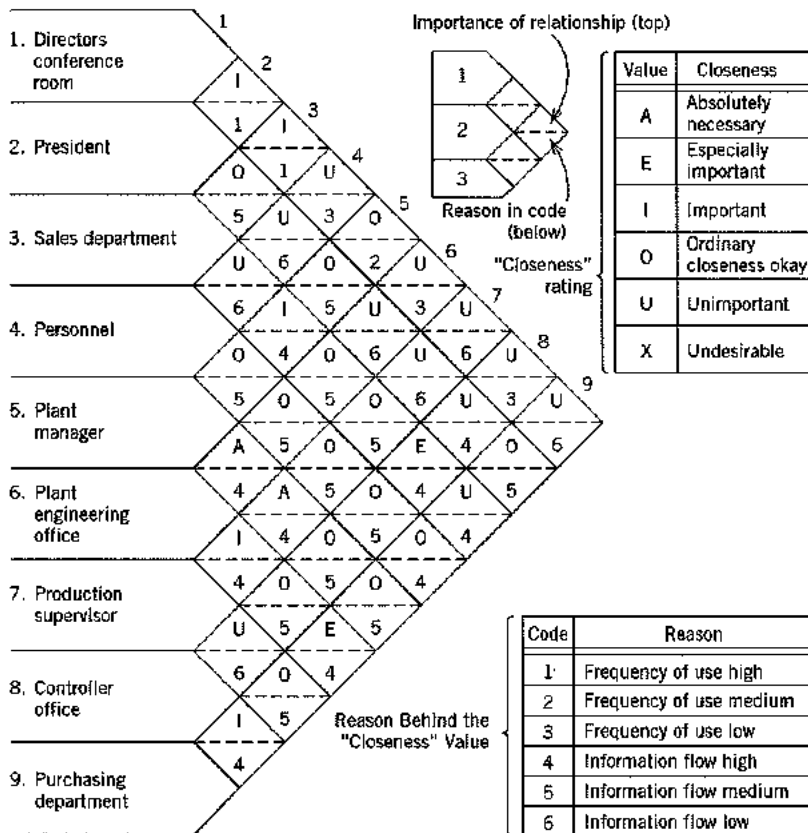 1
1. Directors
conference
room
2
I
3
1 I
2. President
4
O 1 U
5
5 U 3 O
3. Sales department
6
U 6 O 2 U
7
6 I 5 U 3 U
4. Personnel
8
O 4 O 6 U 6 U
9
5 O 5 O 6 U 3 U
5. Plant
manager
A 5 O 5 E 4 O 6
6. Plant
engineering
office
4 A 5 O 4 U 5
I 4 O 5 O 4
7. Production
supervisor
4 O 5 O 4
U 5 E 5
8. Controller
office
6 O 4
I 5
9. Purchasing
department
4
Importance of relationship (top)
1
2
3
Reason in code
(below)
"Closeness"
rating
Value Closeness
A Absolutely
necessary
E Especially
important
I Important
O Ordinary
closeness okay
U Unimportant
X Undesirable
Reason Behind the
"Closeness" Value
Code Reason
1 Frequency of use high
2 Frequency of use medium
3 Frequency of use low
4 Information flow high
5 Information flow medium
6 Information flow low